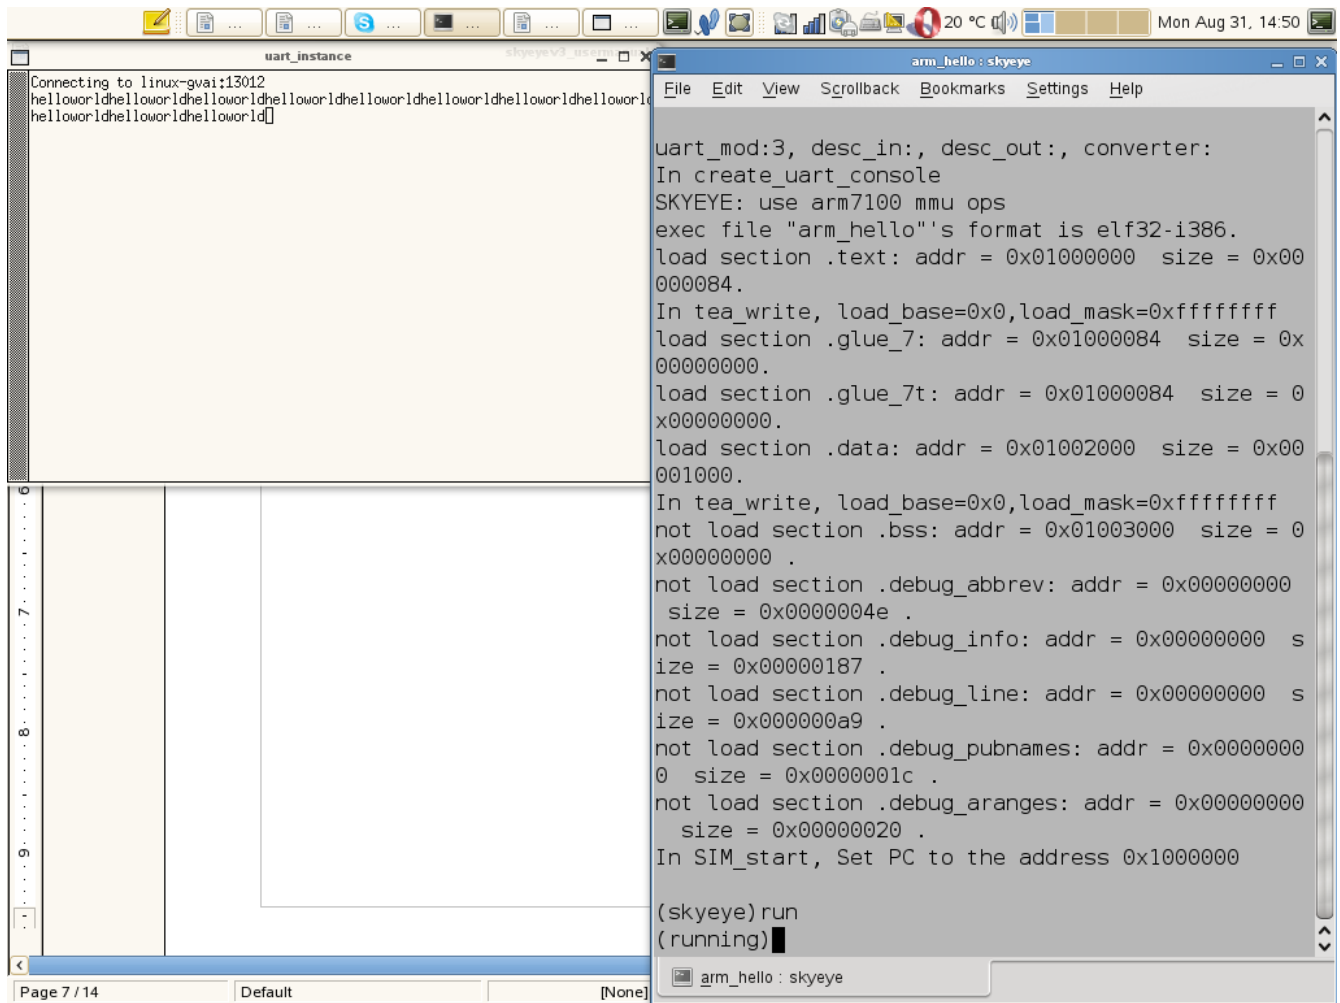 ... ... ... ... ... ... 20 °C Mon Aug 31, 14:50
uart_instance
Connecting to linux-gvai:13012
helloworldhelloworldhelloworldhelloworldhelloworldhelloworldhelloworldhelloworld
helloworldhelloworldhelloworld
6
7
8
9
Page 7 / 14 Default [None]
arm_hello : skyeye
File Edit View Scrollback Bookmarks Settings Help
uart_mod:3, desc_in:, desc_out:, converter:
In create_uart_console
SKYEYE: use arm7100 mmu ops
exec file "arm_hello"'s format is elf32-i386.
load section .text: addr = 0x01000000  size = 0x00
000084.
In tea_write, load_base=0x0,load_mask=0xffffffff
load section .glue_7: addr = 0x01000084  size = 0x
00000000.
load section .glue_7t: addr = 0x01000084  size = 0
x00000000.
load section .data: addr = 0x01002000  size = 0x00
001000.
In tea_write, load_base=0x0,load_mask=0xffffffff
not load section .bss: addr = 0x01003000  size = 0
x00000000 .
not load section .debug_abbrev: addr = 0x00000000
 size = 0x0000004e .
not load section .debug_info: addr = 0x00000000  s
ize = 0x00000187 .
not load section .debug_line: addr = 0x00000000  s
ize = 0x000000a9 .
not load section .debug_pubnames: addr = 0x0000000
0  size = 0x0000001c .
not load section .debug_aranges: addr = 0x00000000
  size = 0x00000020 .
In SIM_start, Set PC to the address 0x1000000
(skyeye)run
(running)
arm_hello : skyeye